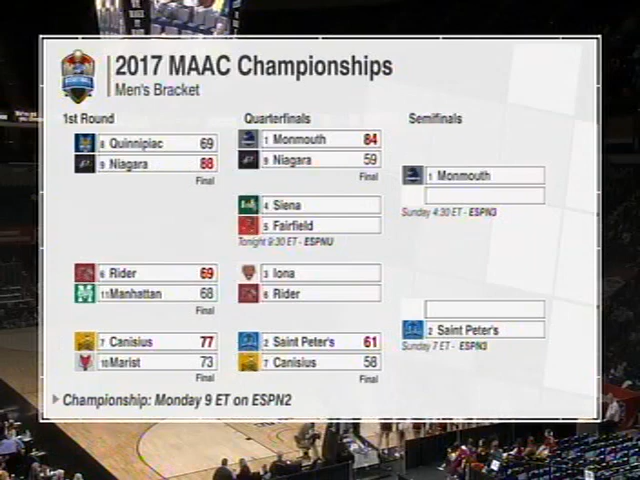 2017 MAAC Championships
Men's Bracket
1st Round
8 Quinnipiac 69
9 Niagara 88
Final
6 Rider 69
11 Manhattan 68
Final
7 Canisius 77
10 Marist 73
Final
Quarterfinals
1 Monmouth 84
9 Niagara 59
Final
4 Siena
5 Fairfield
Tonight 9:30 ET - ESPNU
3 Iona
6 Rider
2 Saint Peter's 61
7 Canisius 58
Final
Semifinals
1 Monmouth
Sunday 4:30 ET - ESPN3
2 Saint Peter's
Sunday 7 ET - ESPN3
Championship: Monday 9 ET on ESPN2